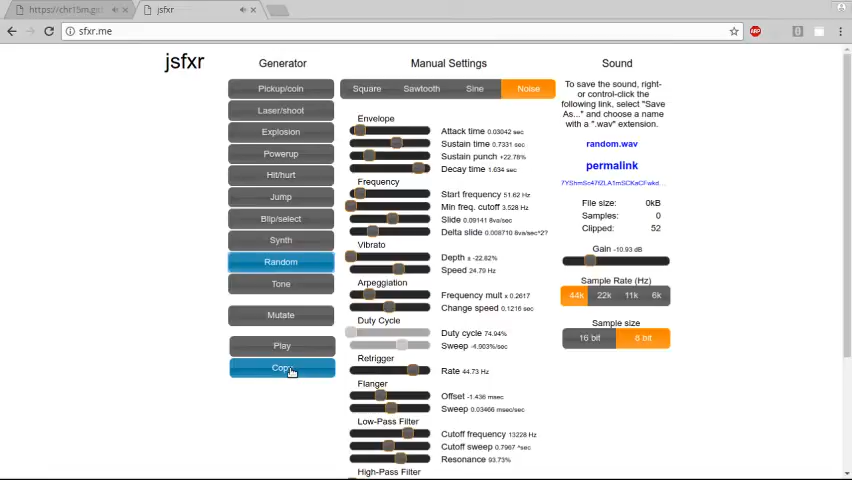 https://chr15m.git
jsfxr
sfxr.me
ABP
jsfxr
Generator
Pickup/coin
Laser/shoot
Explosion
Powerup
Hit/hurt
Jump
Blip/select
Synth
Random
Tone
Mutate
Play
Copy
Manual Settings
Square Sawtooth Sine Noise
Envelope
Attack time 0.03042 sec
Sustain time 0.7331 sec
Sustain punch +22.78%
Decay time 1.634 sec
Frequency
Start frequency 51.62 Hz
Min freq. cutoff 3.528 Hz
Slide 0.09141 8va/sec
Delta slide 0.008710 8va/sec^2?
Vibrato
Depth ± -22.82%
Speed 24.79 Hz
Arpeggiation
Frequency mult x 0.2617
Change speed 0.1216 sec
Duty Cycle
Duty cycle 74.94%
Sweep -4.903%/sec
Retrigger
Rate 44.73 Hz
Flanger
Offset -1.436 msec
Sweep 0.03466 msec/sec
Low-Pass Filter
Cutoff frequency 13228 Hz
Cutoff sweep 0.7967 ^sec
Resonance 93.73%
High-Pass Filter
Sound
To save the sound, right-
or control-click the
following link, select "Save
As..." and choose a name
with a ".wav" extension.
random.wav
permalink
File size: 0kB
Samples: 0
Clipped: 52
Gain -10.93 dB
Sample Rate (Hz)
44k 22k 11k 6k
Sample size
16 bit 8 bit